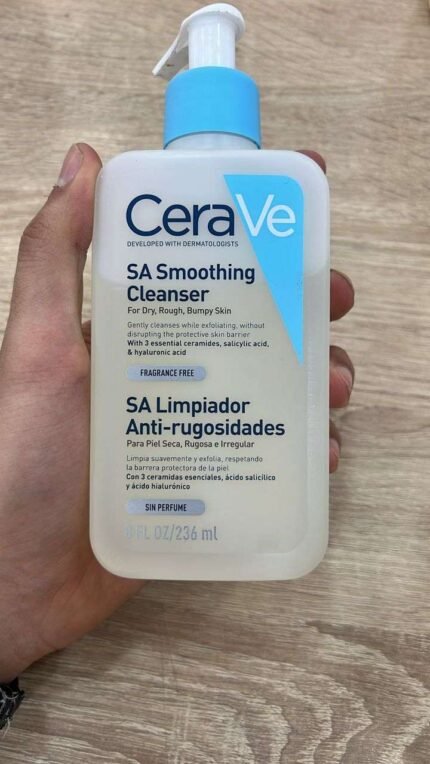 CeraVe
DEVELOPED WITH DERMATOLOGISTS
SA Smoothing
Cleanser
For Dry, Rough, Bumpy Skin
Gently cleanses while exfoliating, without
disrupting the protective skin barrier
With 3 essential ceramides, salicylic acid,
& hyaluronic acid
FRAGRANCE FREE
SA Limpiador
Anti-rugosidades
Para Piel Seca, Rugosa e Irregular
Limpia suavemente y exfolia, respetando
la barrera protectora de la piel
Con 3 ceramidas esenciales, ácido salicílico
y ácido hialurónico
SIN PERFUME
8 FL OZ/236 ml